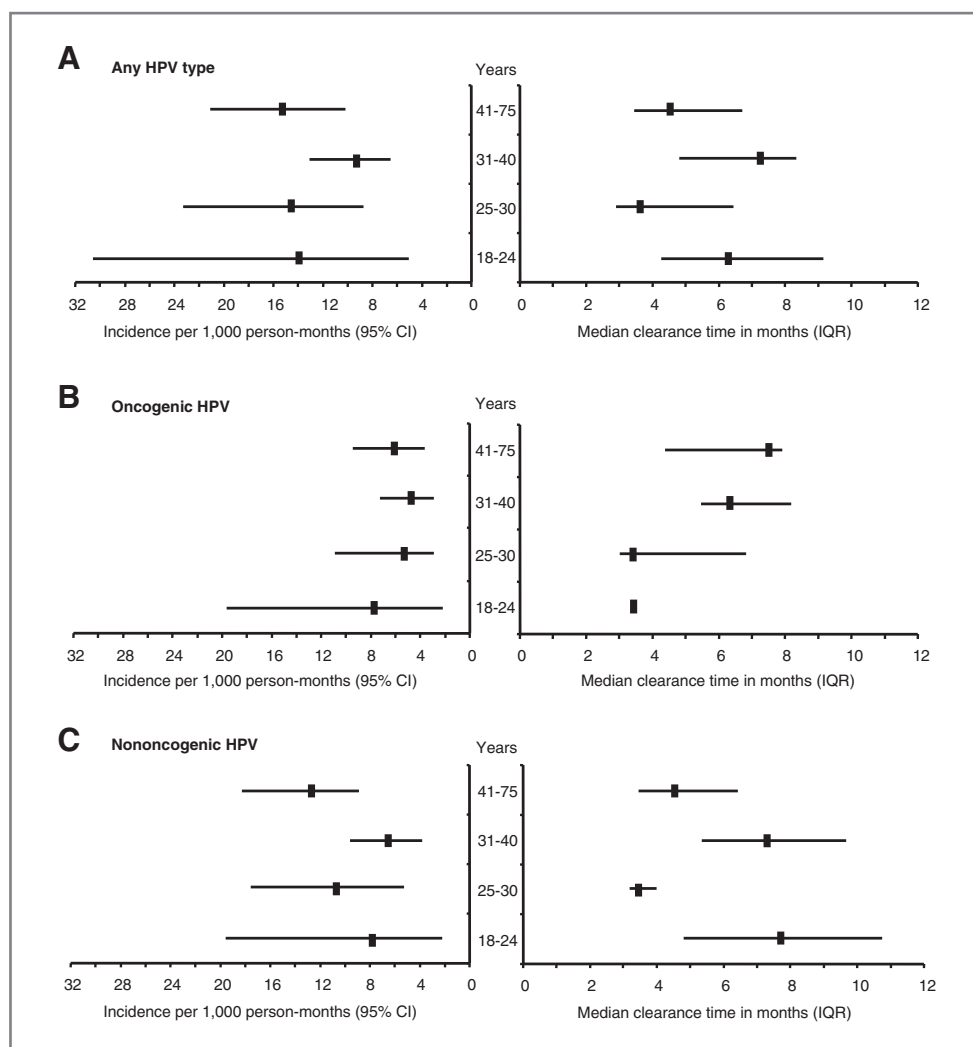 A Any HPV type Years
41-75
31-40
25-30
18-24
32 28 24 20 16 12 8 4 0 0 2 4 6 8 10 12
Incidence per 1,000 person-months (95% CI) Median clearance time in months (IQR)
B Oncogenic HPV Years
41-75
31-40
25-30
18-24
32 28 24 20 16 12 8 4 0 0 2 4 6 8 10 12
Incidence per 1,000 person-months (95% CI) Median clearance time in months (IQR)
C Nononcogenic HPV Years
41-75
31-40
25-30
18-24
32 28 24 20 16 12 8 4 0 0 2 4 6 8 10 12
Incidence per 1,000 person-months (95% CI) Median clearance time in months (IQR)